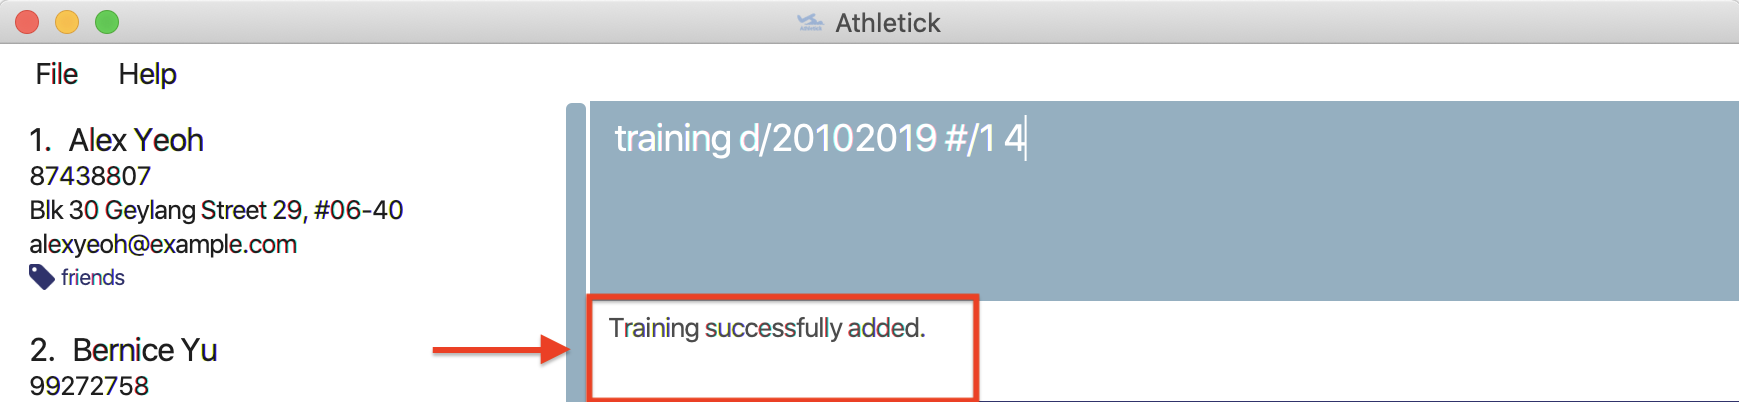 Athletick
File Help
1. Alex Yeoh
87438807
Blk 30 Geylang Street 29, #06-40
alexyeoh@example.com
friends
2. Bernice Yu
99272758
training d/20102019 #/1 4
Training successfully added.